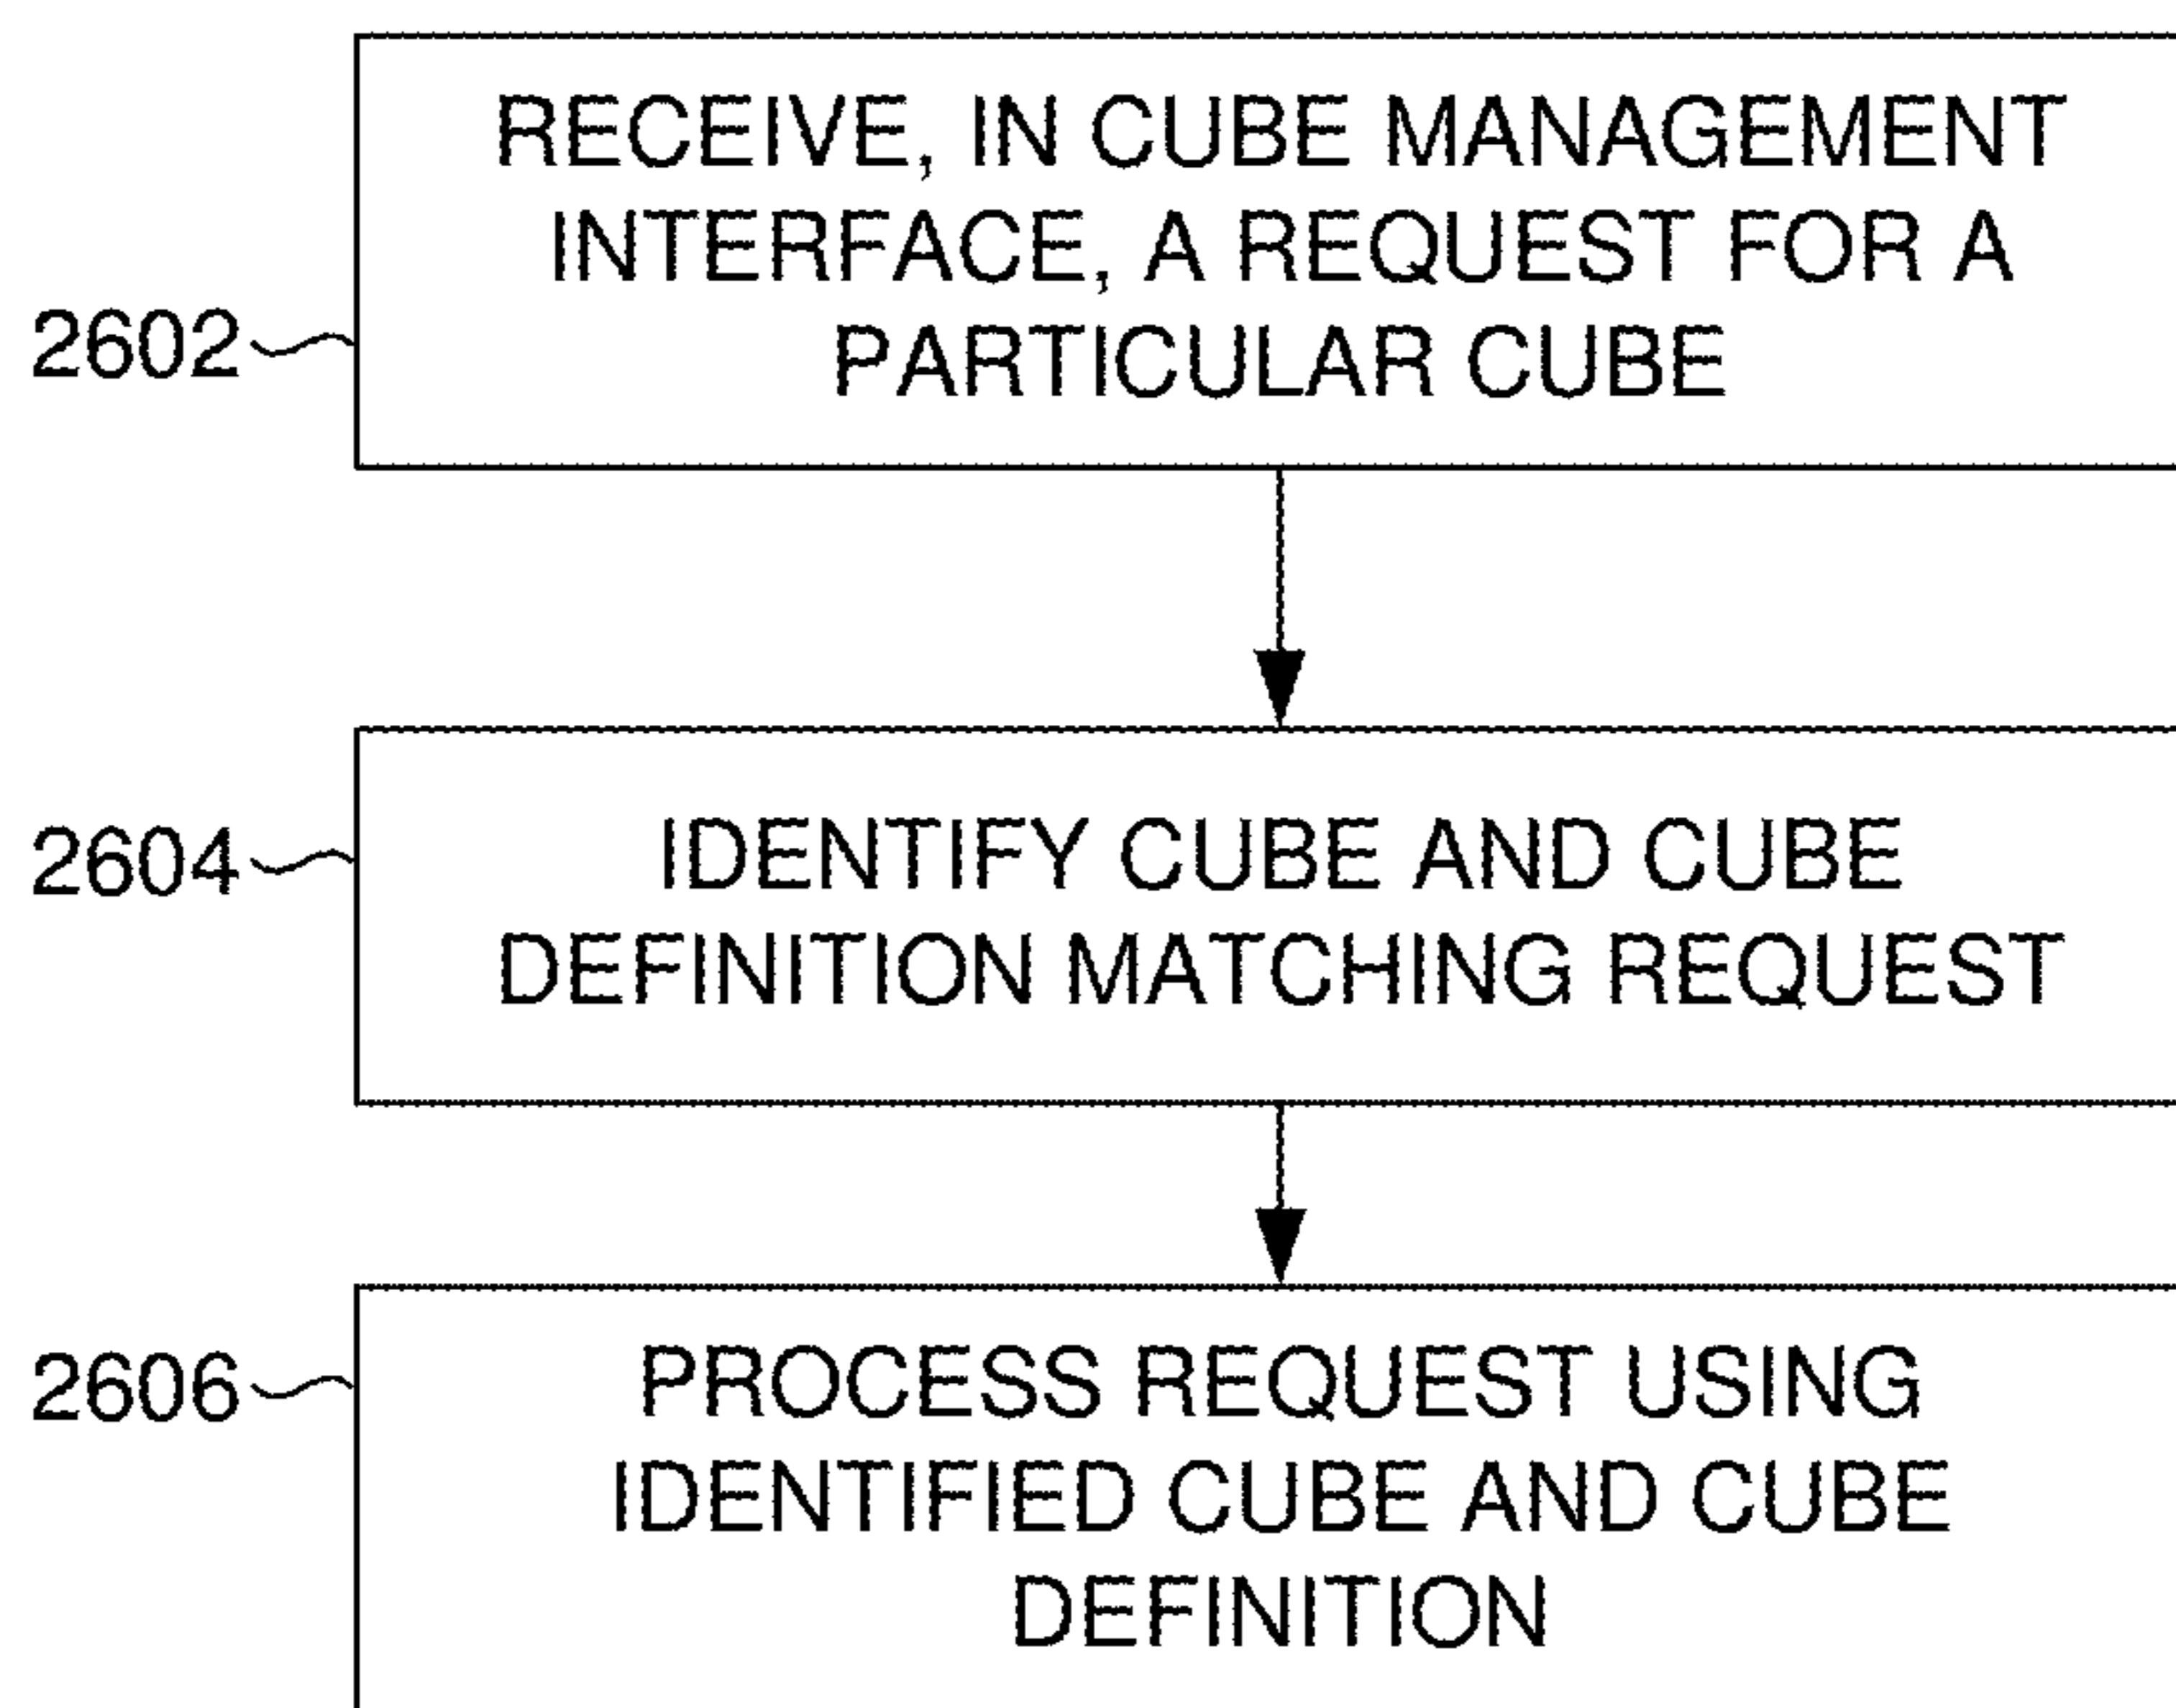 RECEIVE, IN CUBE MANAGEMENT
INTERFACE, A REQUEST FOR A
PARTICULAR CUBE
2602
IDENTIFY CUBE AND CUBE
DEFINITION MATCHING REQUEST
2604
PROCESS REQUEST USING
IDENTIFIED CUBE AND CUBE
DEFINITION
2606